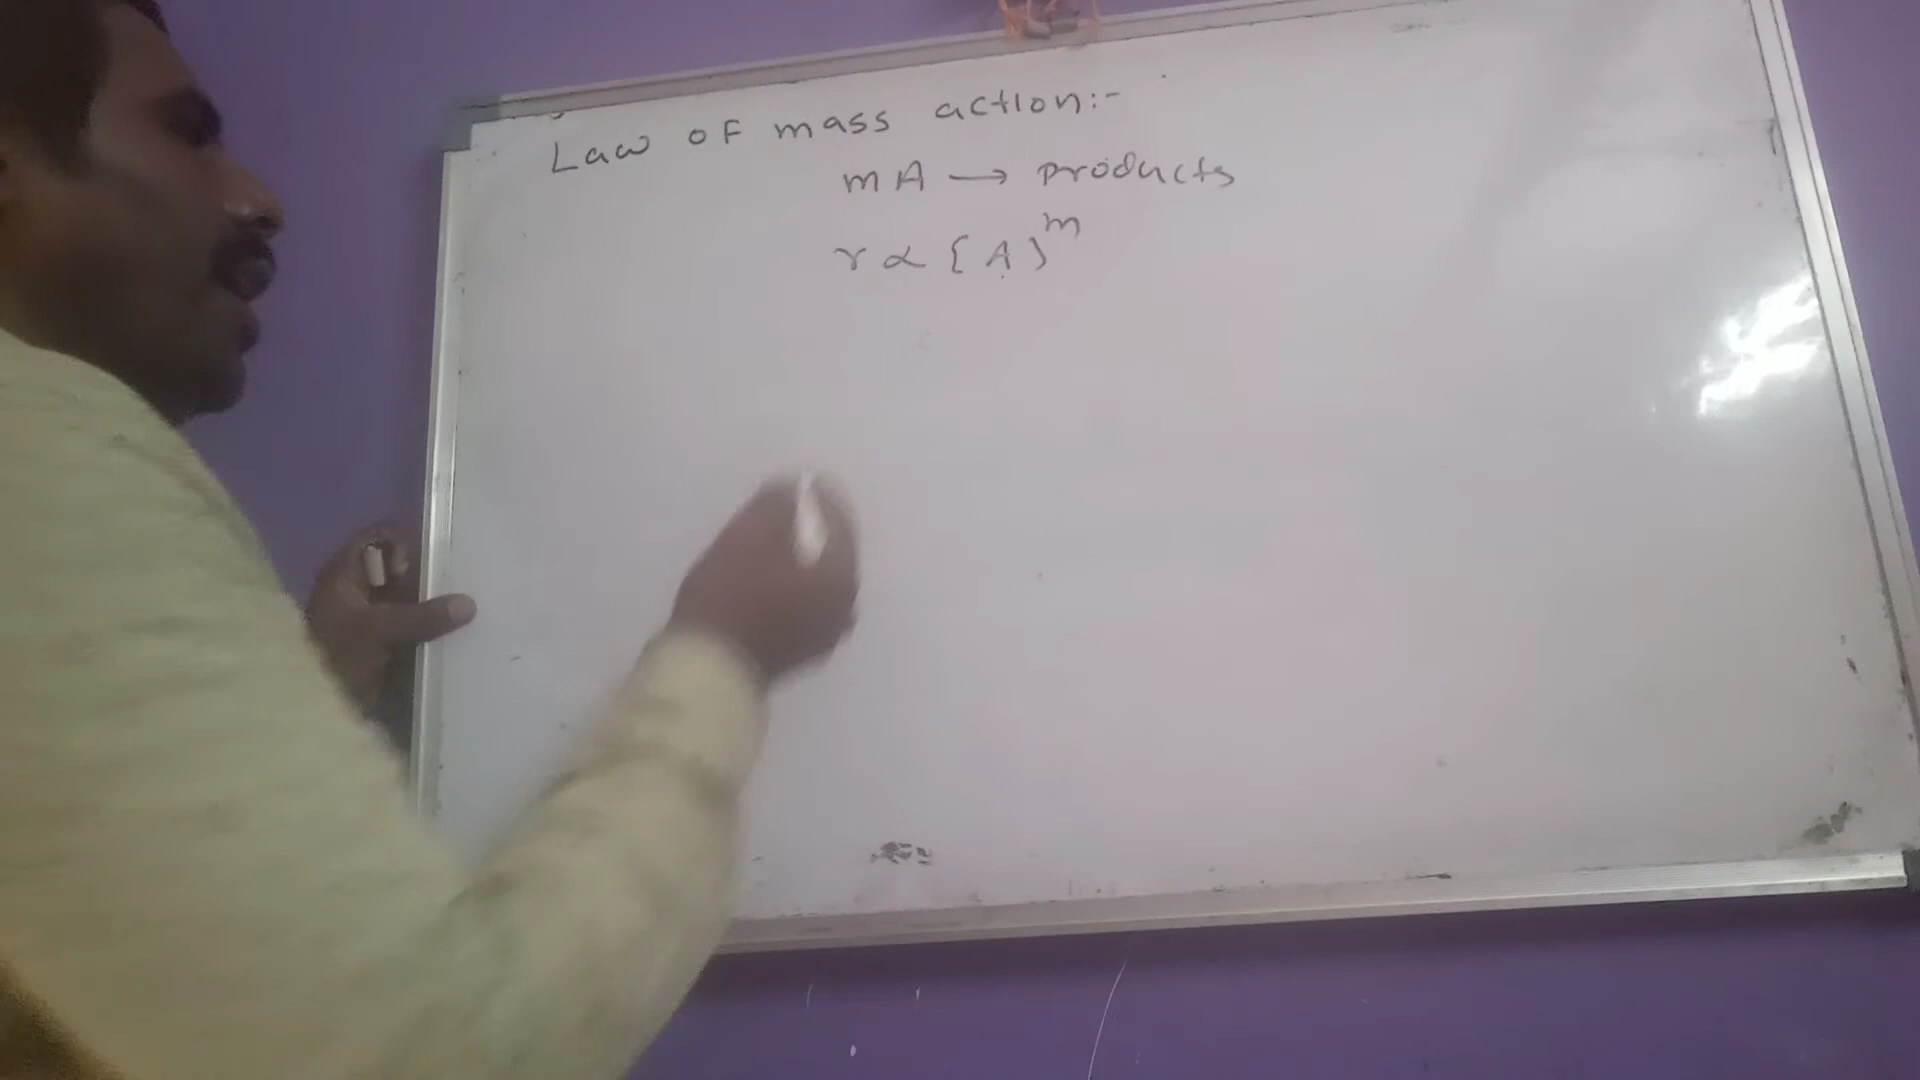 Law of mass action:-
mA → products
r ∝ [A]^m